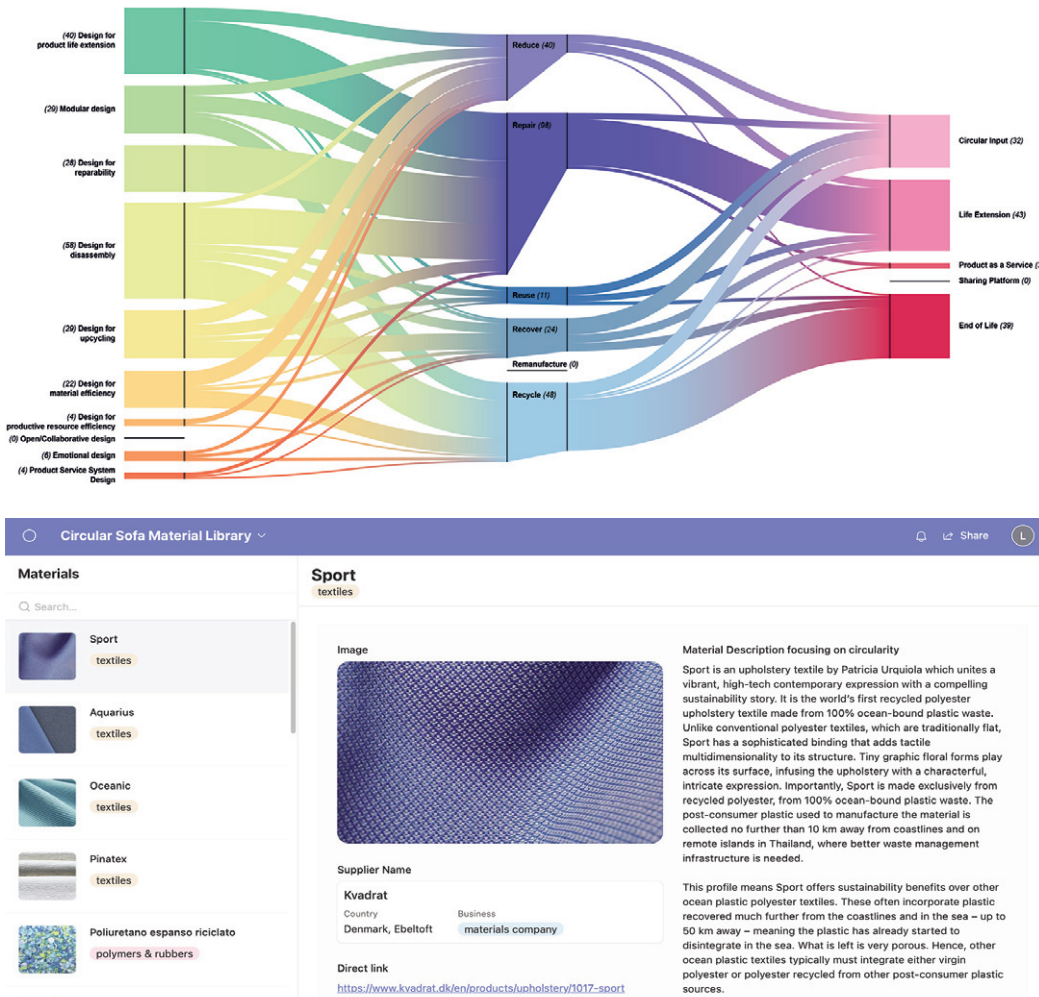 (40) Design for
product life extension
(29) Modular design
(28) Design for
reparability
(58) Design for
disassembly
(29) Design for
upcycling
(22) Design for
material efficiency
(4) Design for
productive resource efficiency
(0) Open/Collaborative design
(6) Emotional design
(4) Product Service System
Design
Reduce (40)
Repair (98)
Reuse (11)
Recover (24)
Remanufacture (0)
Recycle (48)
Circular Input (32)
Life Extension (43)
Product as a Service
Sharing Platform (0)
End of Life (39)
Circular Sofa Material Library
Share
L
Materials
Search...
Sport
textiles
Aquarius
textiles
Oceanic
textiles
Pinatex
textiles
Poliuretano espanso riciclato
polymers & rubbers
Sport
textiles
Image
Supplier Name
Kvadrat
Country
Business
Denmark, Ebeltoft
materials company
Direct link
https://www.kvadrat.dk/en/products/upholstery/1017-sport
Material Description focusing on circularity
Sport is an upholstery textile by Patricia Urquiola which unites a
vibrant, high-tech contemporary expression with a compelling
sustainability story. It is the world's first recycled polyester
upholstery textile made from 100% ocean-bound plastic waste.
Unlike conventional polyester textiles, which are traditionally flat,
Sport has a sophisticated binding that adds tactile
multidimensionality to its structure. Tiny graphic floral forms play
across its surface, infusing the upholstery with a characterful,
intricate expression. Importantly, Sport is made exclusively from
recycled polyester, from 100% ocean-bound plastic waste. The
post-consumer plastic used to manufacture the material is
collected no further than 10 km away from coastlines and on
remote islands in Thailand, where better waste management
infrastructure is needed.
This profile means Sport offers sustainability benefits over other
ocean plastic polyester textiles. These often incorporate plastic
recovered much further from the coastlines and in the sea – up to
50 km away – meaning the plastic has already started to
disintegrate in the sea. What is left is very porous. Hence, other
ocean plastic textiles typically must integrate either virgin
polyester or polyester recycled from other post-consumer plastic
sources.